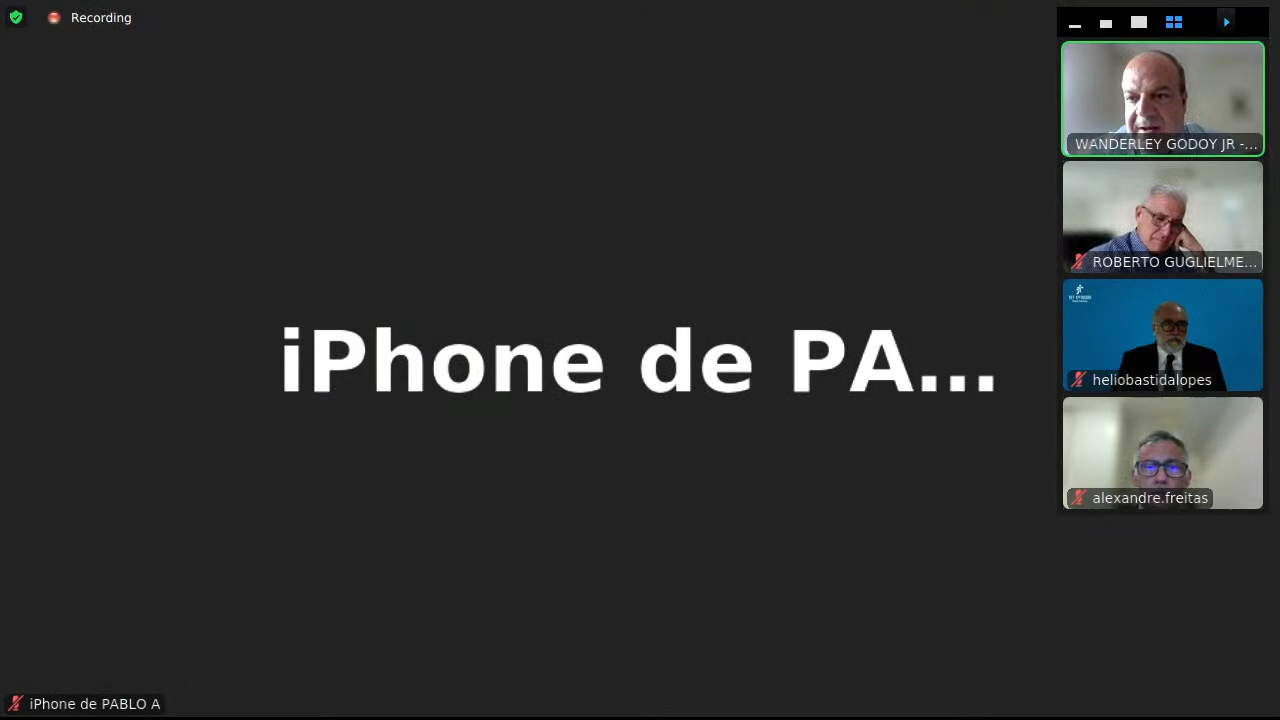 Recording
iPhone de PA...
WANDERLEY GODOY JR -...
ROBERTO GUGLIELME...
heliobastidalopes
alexandre.freitas
iPhone de PABLO A